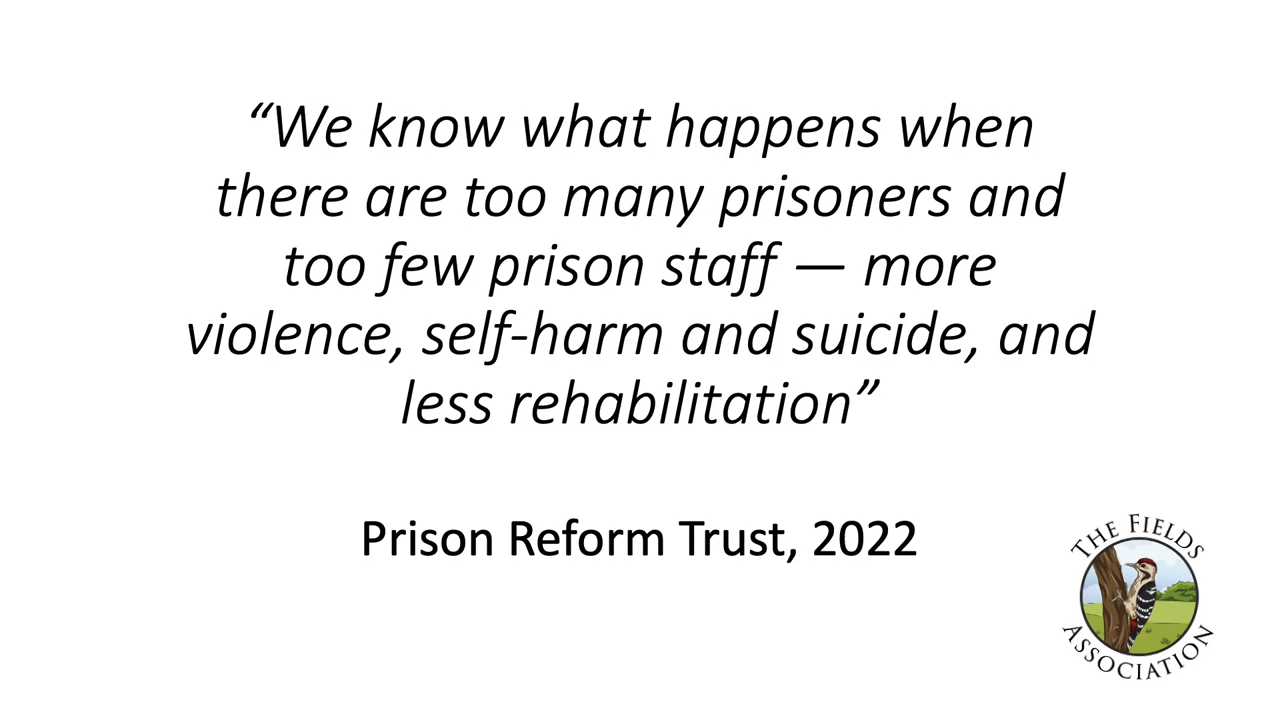 “We know what happens when
there are too many prisoners and
too few prison staff — more
violence, self-harm and suicide, and
less rehabilitation”
Prison Reform Trust, 2022
THE FIELDS
ASSOCIATION